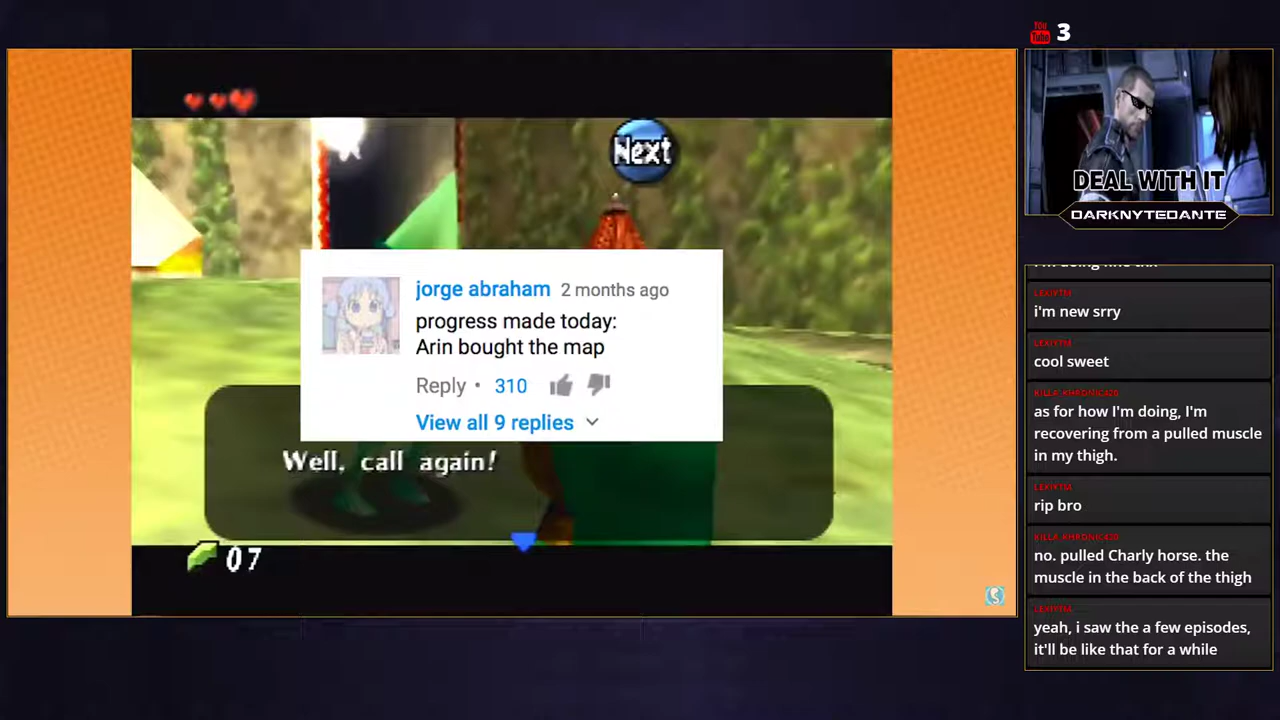 You
Tube 3
Next
DEAL WITH IT
DARKNYTEDANTE
jorge abraham 2 months ago
progress made today:
Arin bought the map
Reply • 310
View all 9 replies
Well, call again!
07
i'm new srry
cool sweet
as for how I'm doing, I'm
recovering from a pulled muscle
in my thigh.
rip bro
no. pulled Charly horse. the
muscle in the back of the thigh
yeah, i saw the a few episodes,
it'll be like that for a while